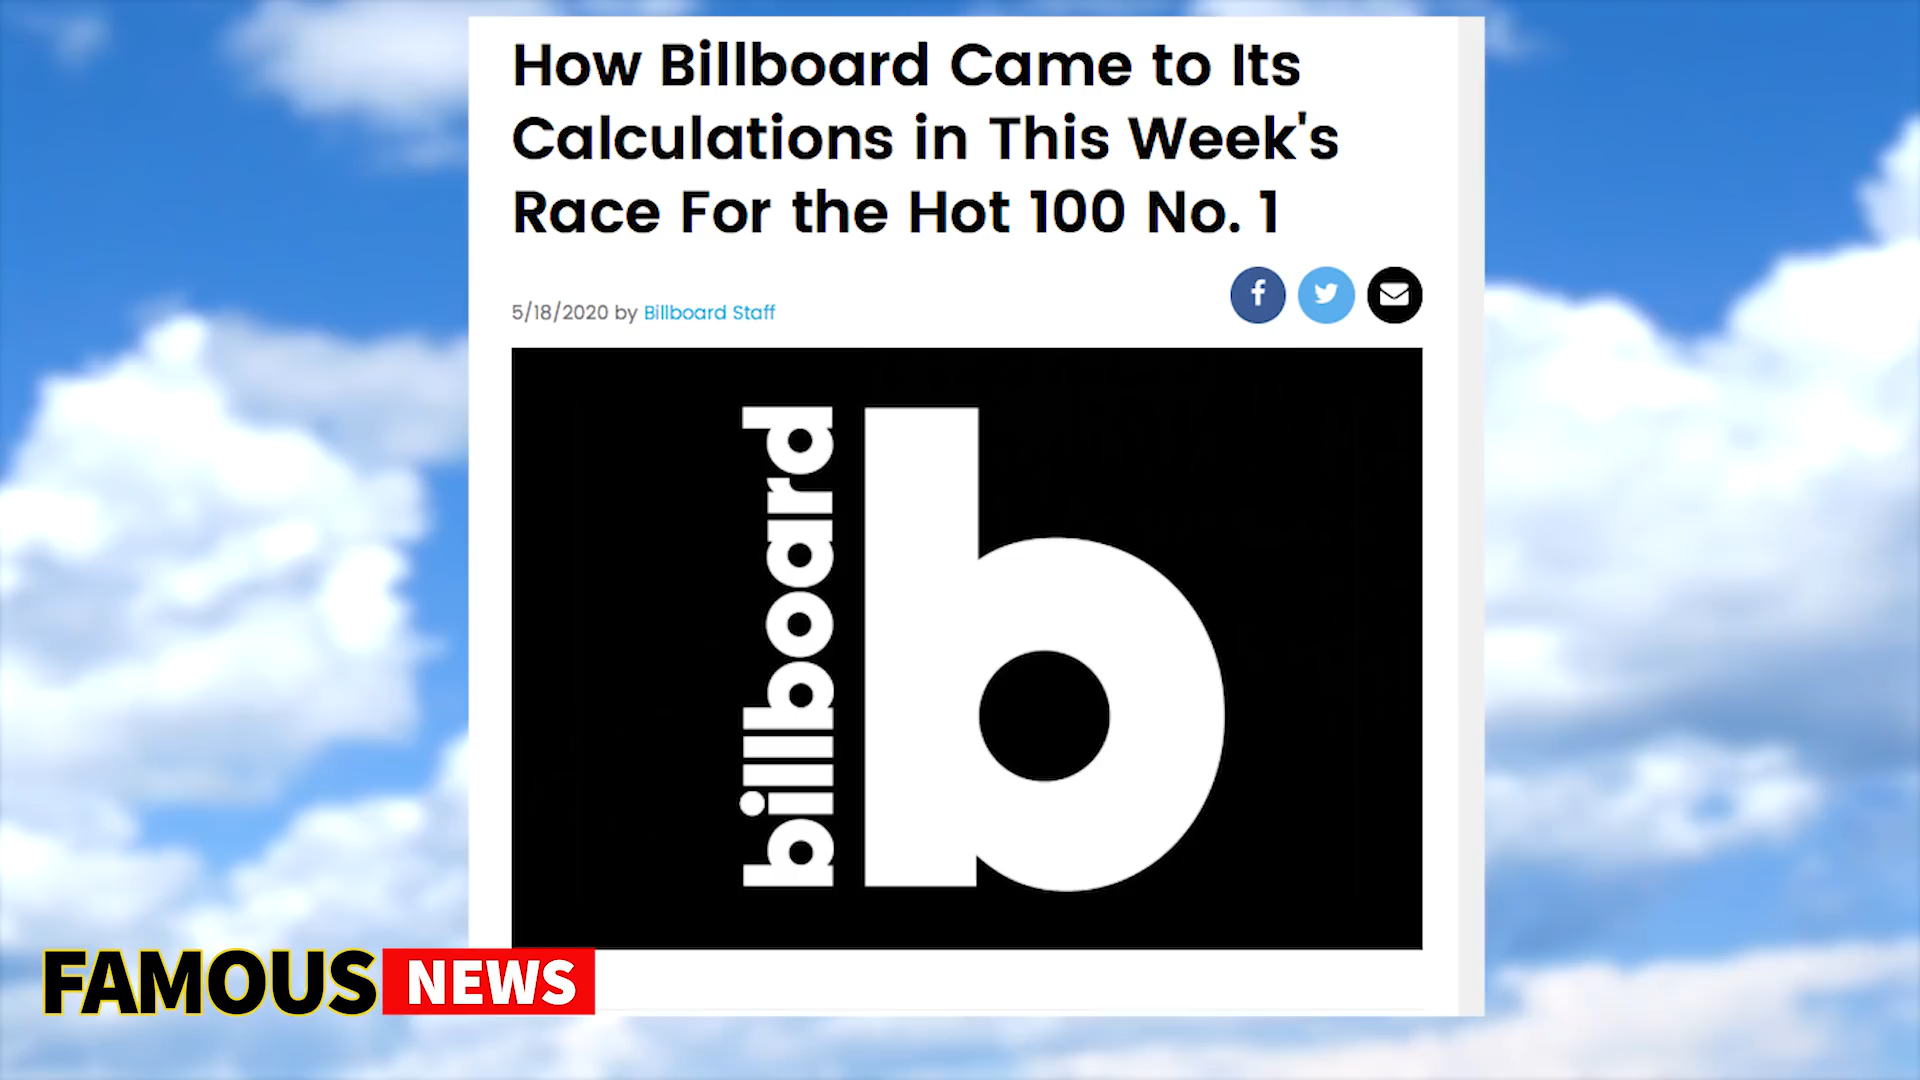 How Billboard Came to Its
Calculations in This Week's
Race For the Hot 100 No. 1
5/18/2020 by Billboard Staff
billboard
b
FAMOUS NEWS